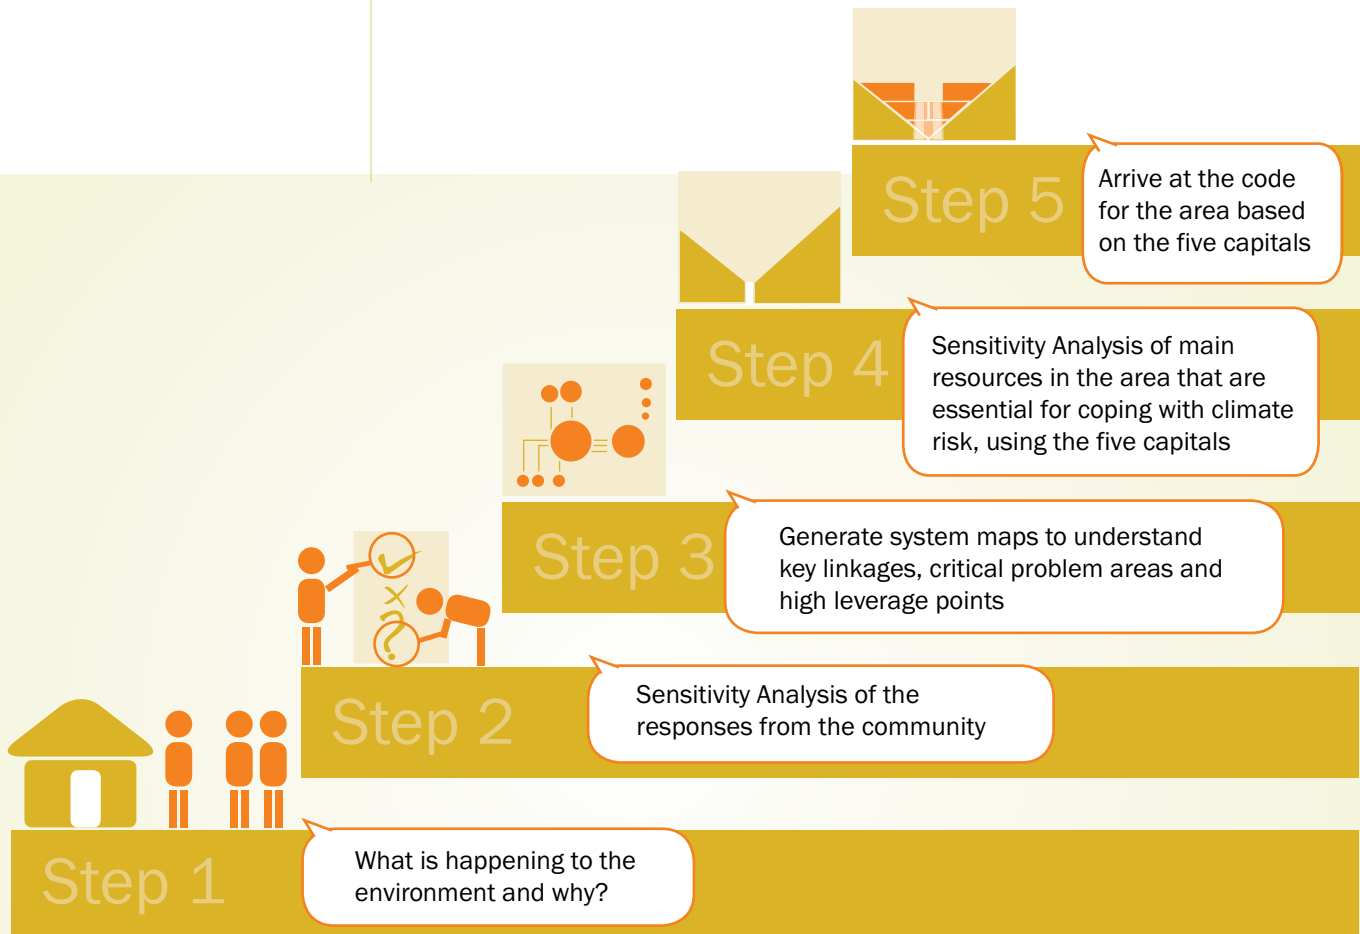 Step 5
Arrive at the code
for the area based
on the five capitals
Step 4
Sensitivity Analysis of main
resources in the area that are
essential for coping with climate
risk, using the five capitals
Step 3
Generate system maps to understand
key linkages, critical problem areas and
high leverage points
Step 2
Sensitivity Analysis of the
responses from the community
Step 1
What is happening to the
environment and why?